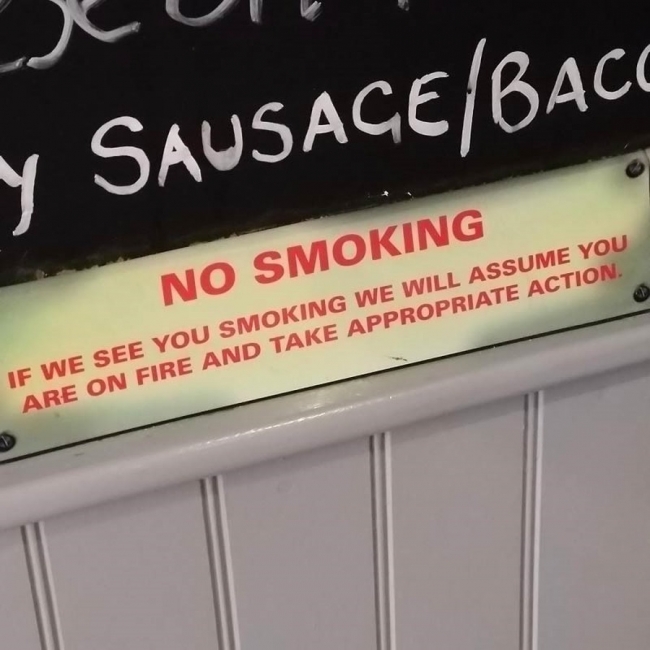 SAUSAGE/BACO
NO SMOKING
IF WE SEE YOU SMOKING WE WILL ASSUME YOU
ARE ON FIRE AND TAKE APPROPRIATE ACTION.